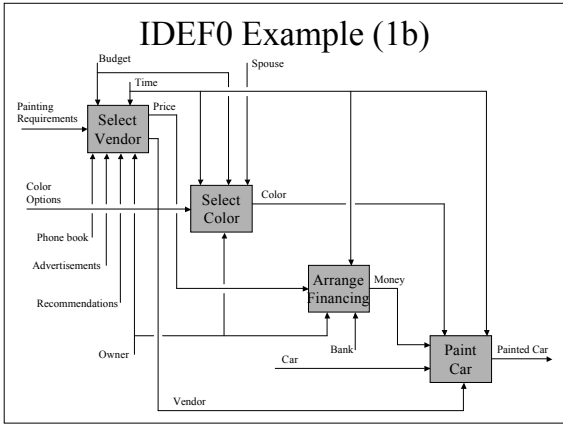 IDEF0 Example (1b)
Budget
Spouse
Time
Painting
Requirements
Price
Select
Vendor
Color
Options
Select
Color
Color
Phone book
Advertisements
Arrange
Financing
Money
Recommendations
Owner
Bank
Car
Paint
Car
Painted Car
Vendor